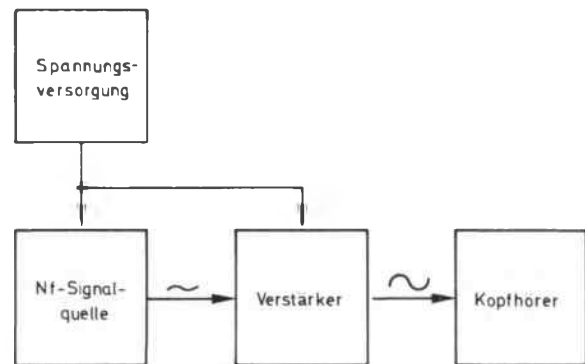 Spannungs-
versorgung
Nf-Signal-
quelle
Verstärker
Kopfhörer